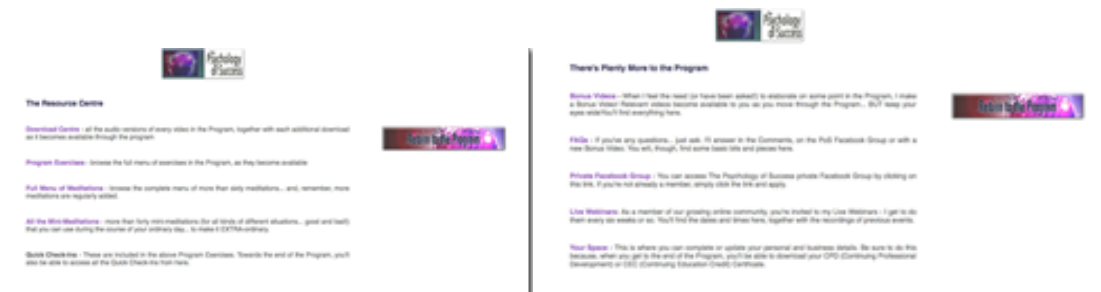 Psychology
of Success
The Resource Centre
Download Centre - all the audio versions of every video in the Program, together with each additional download
as it becomes available through the program
Program Exercises - browse the full menu of exercises in the Program, as they become available
Full Menu of Meditations - browse the complete menu of more than sixty meditations... and, remember, more
meditations are regularly added.
All the Mini-Meditations - more than forty mini-meditations (for all kinds of different situations... good and bad!)
that you can use during the course of your ordinary day... to make it EXTRA-ordinary.
Quick Check-Ins - These are included in the above Program Exercises. Towards the end of the Program, you'll
also be able to access all the Quick Check-Ins from here.
Return to the Program
Psychology
of Success
There's Plenty More to the Program
Bonus Videos - When I feel the need (or have been asked!) to elaborate on some point in the Program, I make
a Bonus Video! Relevant videos become available to you as you move through the Program... BUT keep your
eyes wide! You'll find everything here.
FAQs - If you've any questions... just ask. I'll answer in the Comments, on the PoS Facebook Group or with a
new Bonus Video. You will, though, find some basic bits and pieces here.
Private Facebook Group - You can access The Psychology of Success private Facebook Group by clicking on
this link. If you're not already a member, simply click the link and apply.
Live Webinars: As a member of our growing online community, you're invited to my Live Webinars - I get to do
them every six weeks or so. You'll find the dates and times here, together with the recordings of previous events.
Your Space - This is where you can complete or update your personal and business details. Be sure to do this
because, when you get to the end of the Program, you'll be able to download your CPD (Continuing Professional
Development) or CEC (Continuing Education Credit) Certificate.
Return to the Program